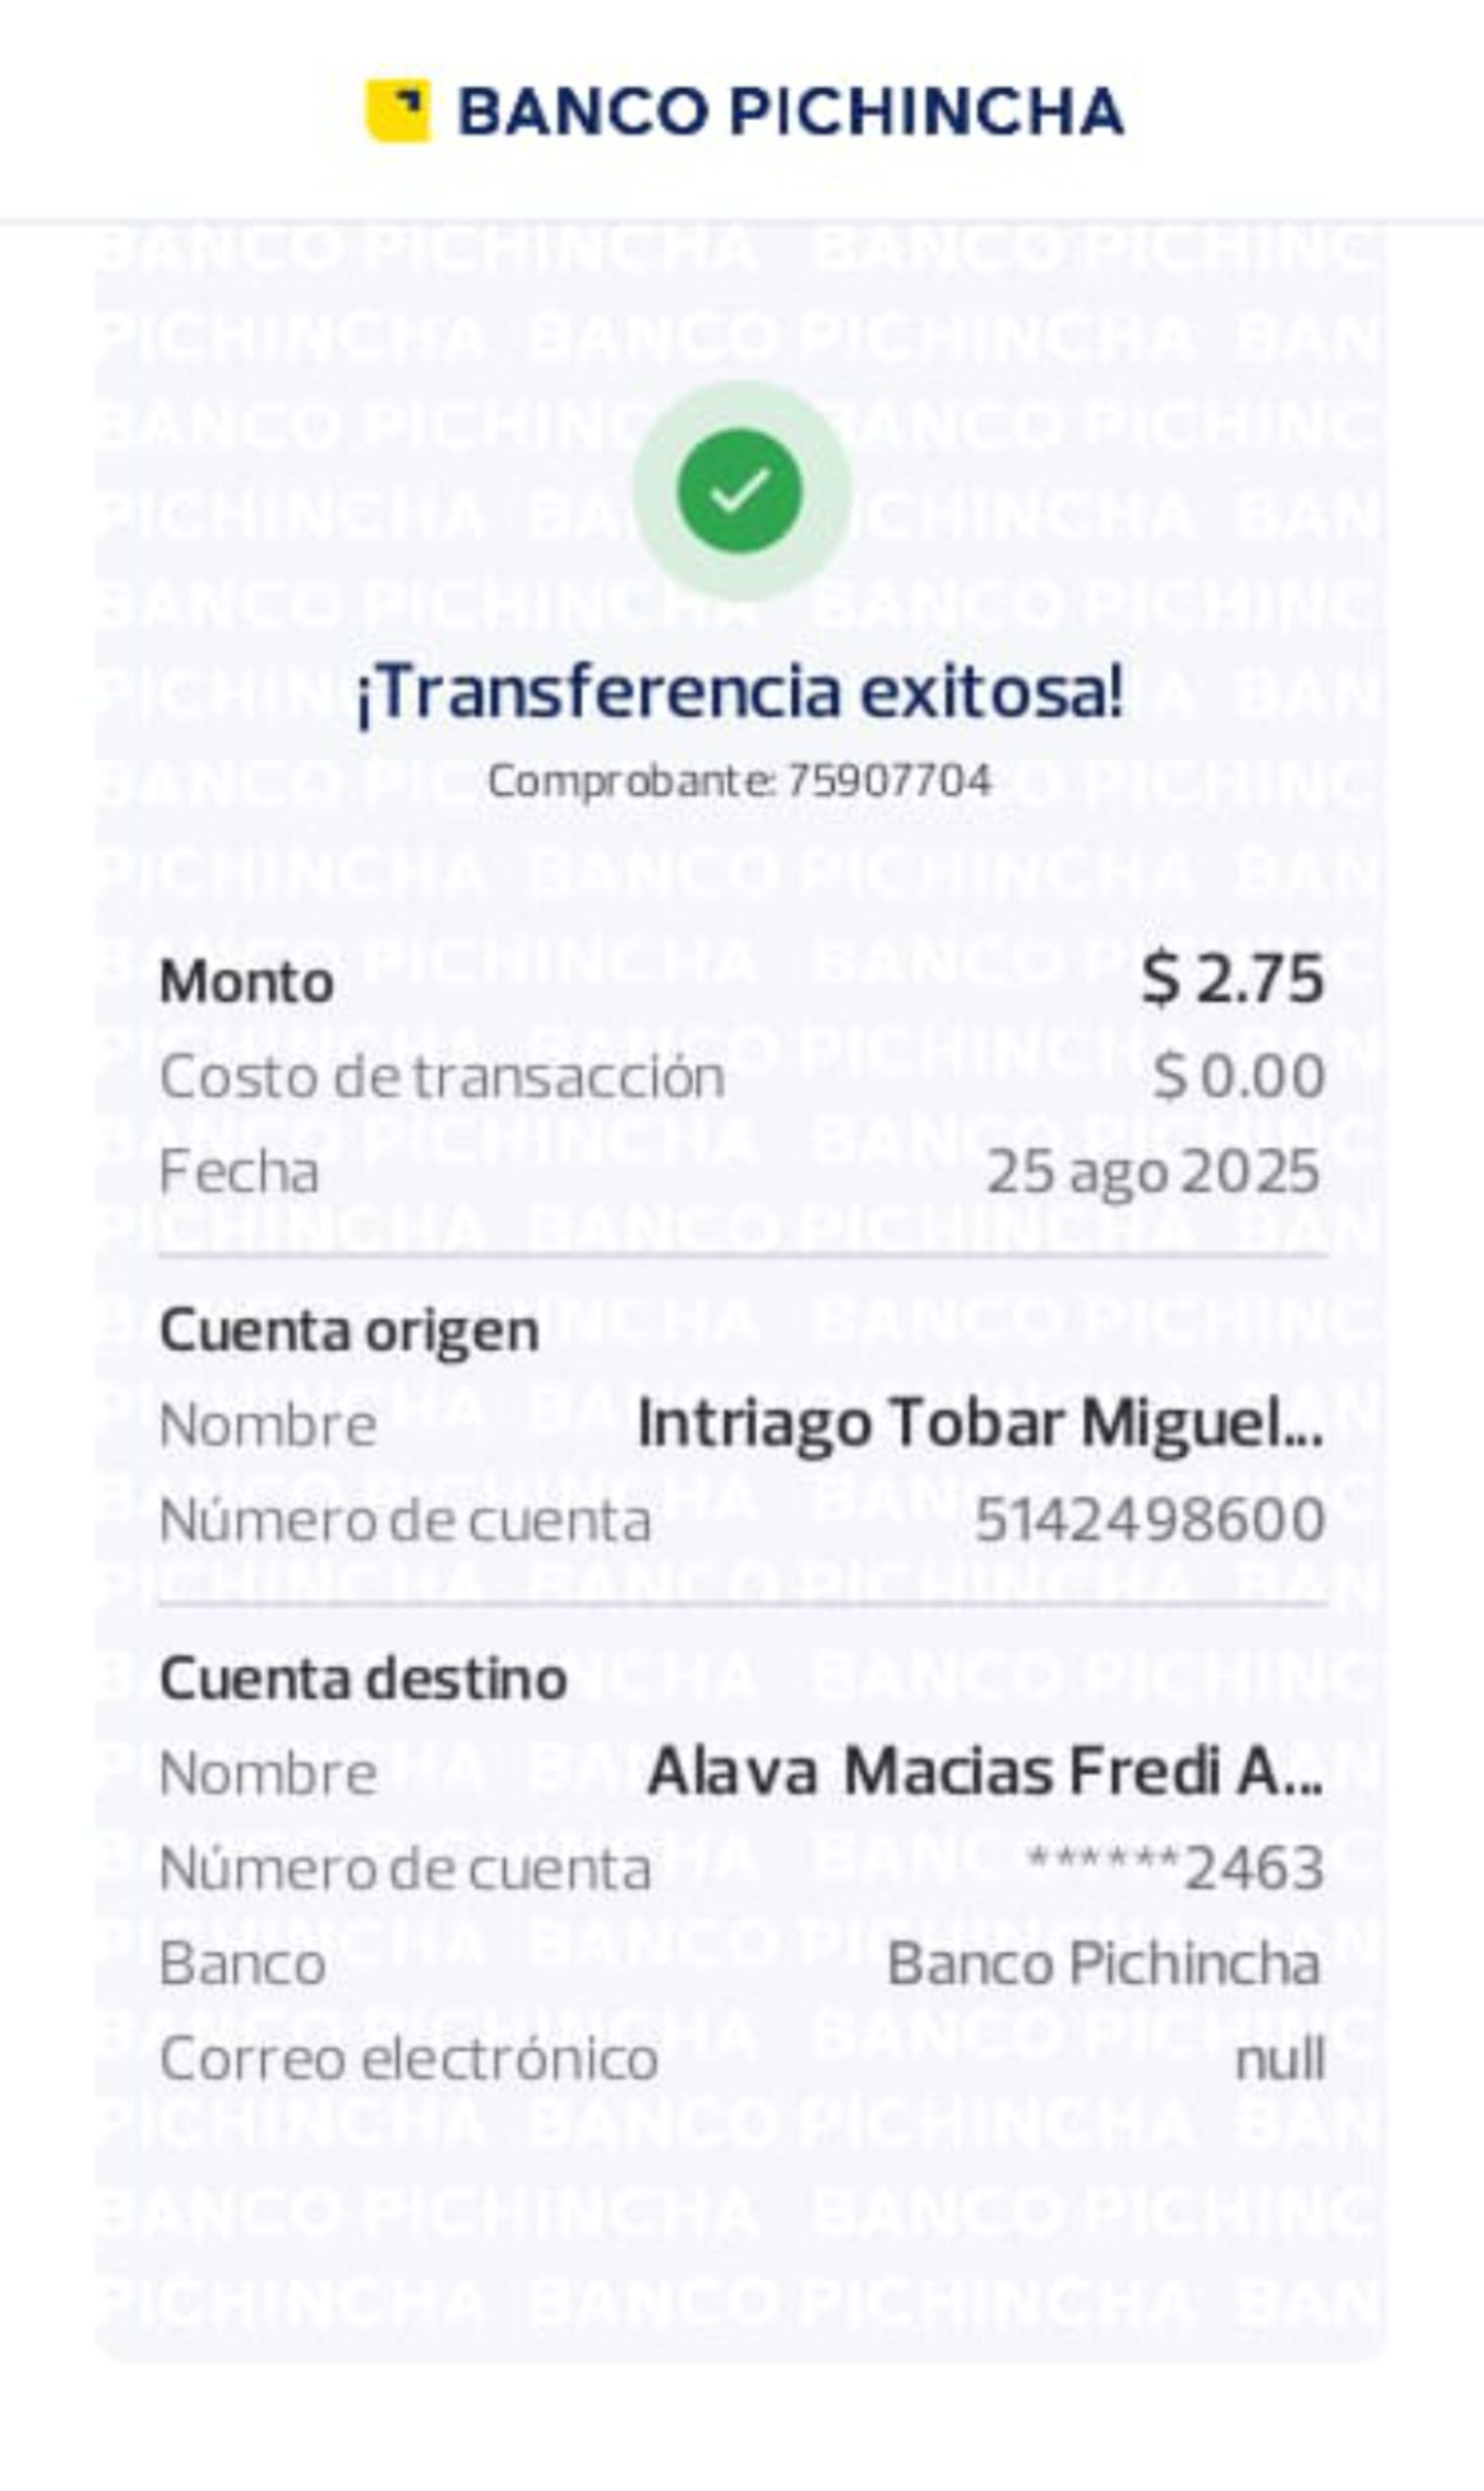 BANCO PICHINCHA
¡Transferencia exitosa!
Comprobante: 75907704
Monto $ 2.75
Costo de transacción $ 0.00
Fecha 25 ago 2025
Cuenta origen
Nombre Intriago Tobar Miguel...
Número de cuenta 5142498600
Cuenta destino
Nombre Alava Macias Fredi A...
Número de cuenta ******2463
Banco Banco Pichincha
Correo electrónico null